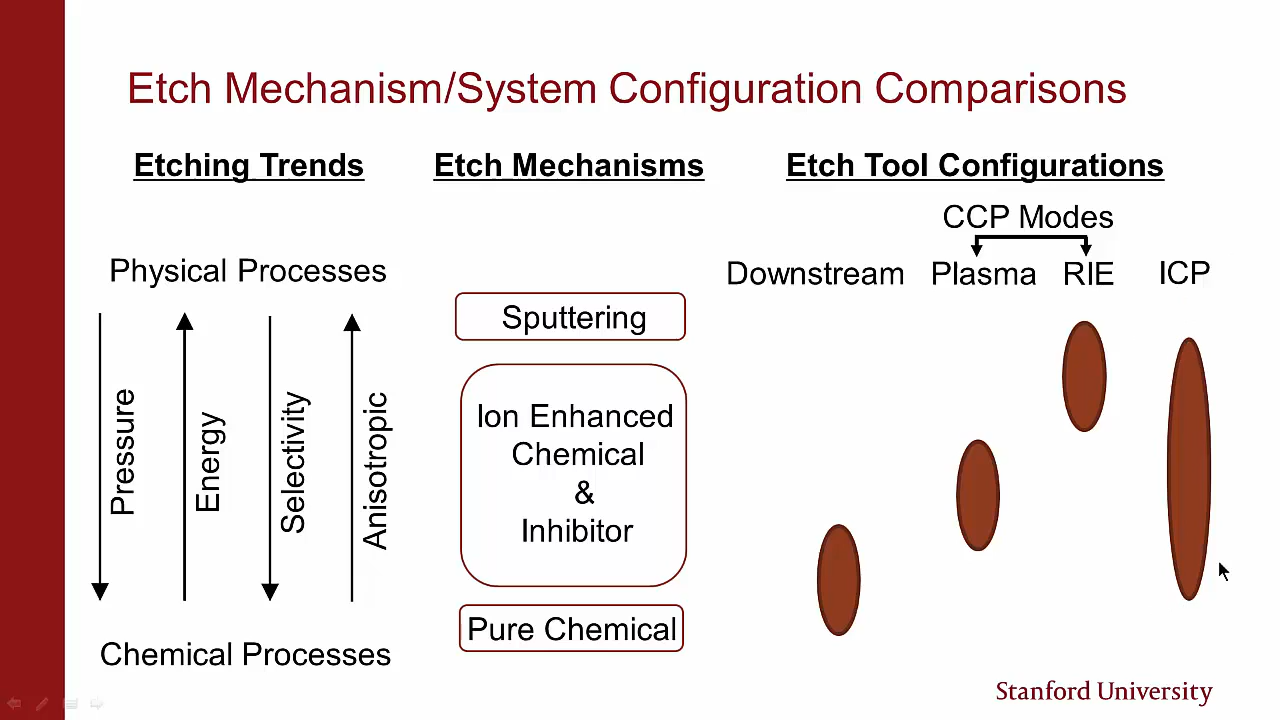 Etch Mechanism/System Configuration Comparisons
Etching Trends
Physical Processes
Pressure
Energy
Selectivity
Anisotropic
Chemical Processes
Etch Mechanisms
Sputtering
Ion Enhanced
Chemical
&
Inhibitor
Pure Chemical
Etch Tool Configurations
CCP Modes
Downstream Plasma RIE ICP
Stanford University